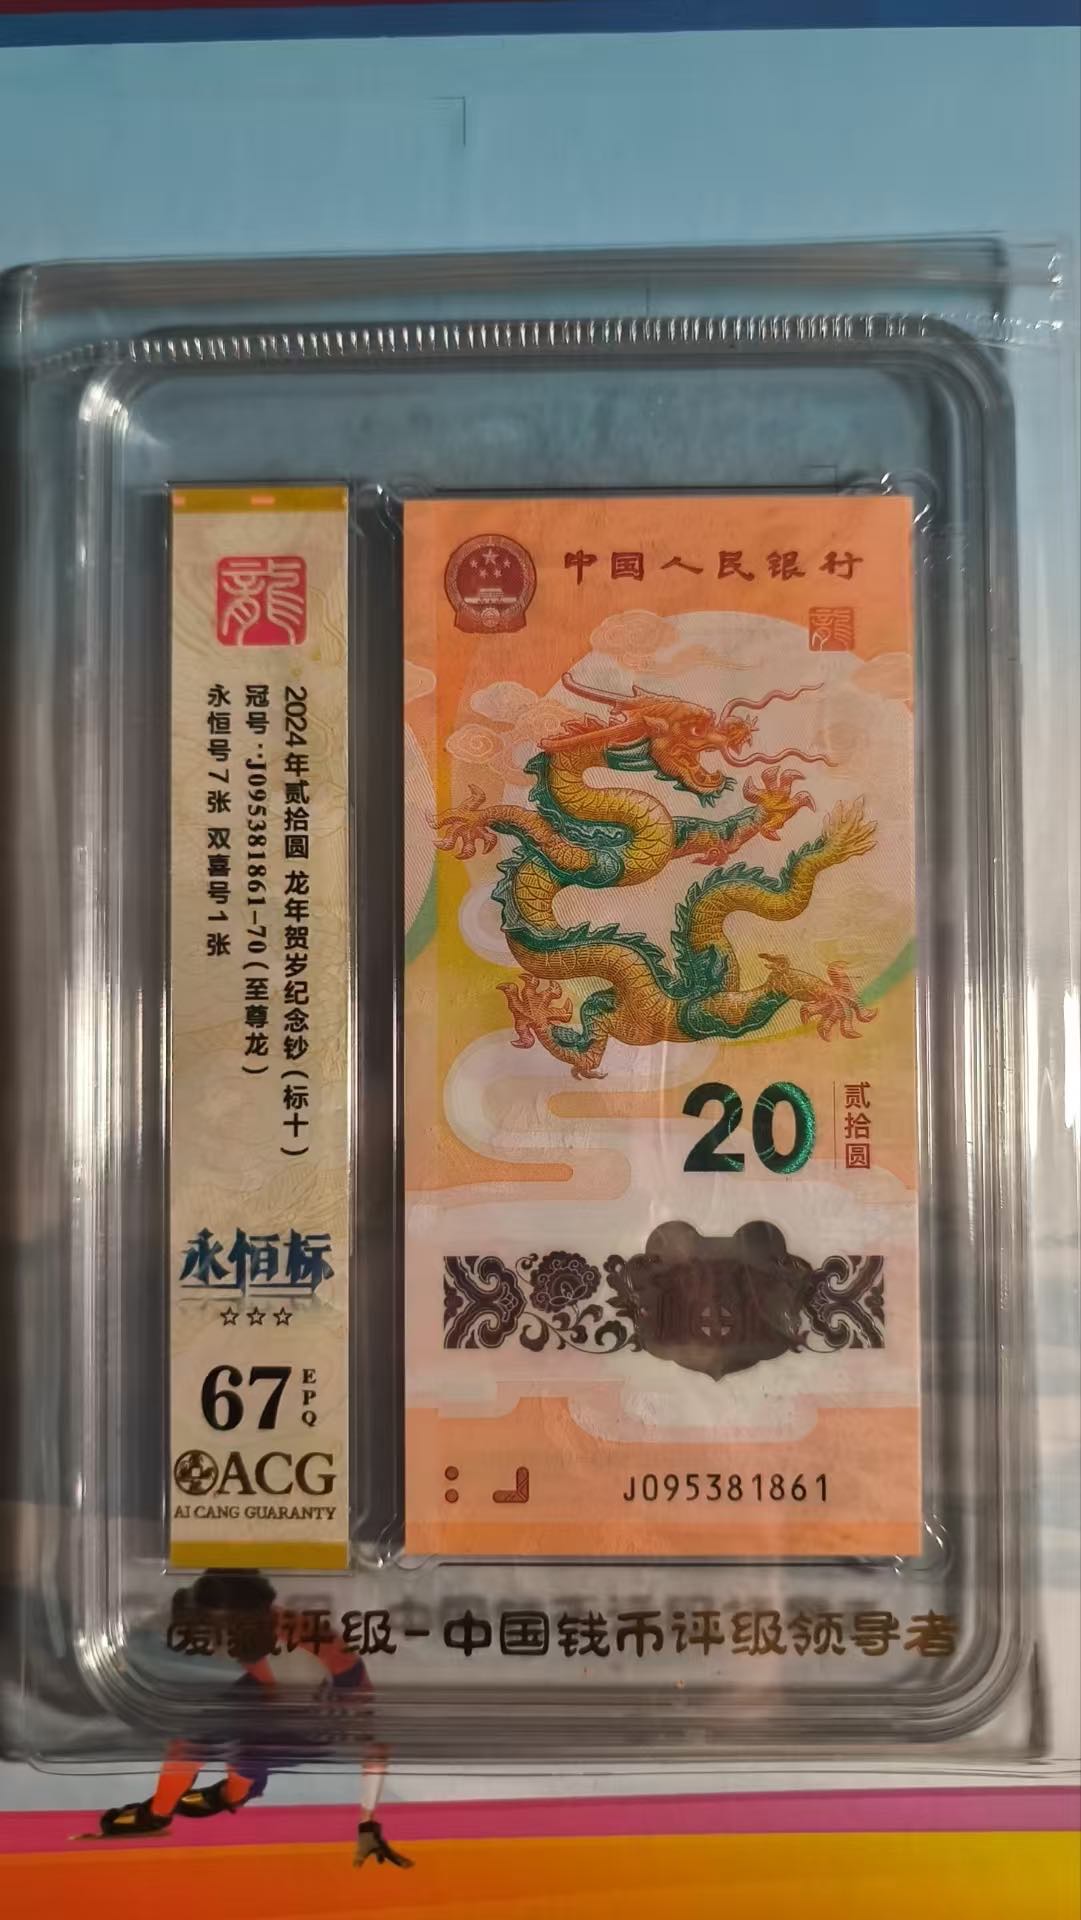 龍
2024年贰拾圆 龙年贺岁纪念钞(标十)
冠号:J095381861-70(至尊龙)
永恒号7张 双喜号1张
永恒标
☆☆☆
67 EPQ
ACG
AI CANG GUARANTY
中国人民银行
龍
20
贰拾圆
J095381861
爱藏评级-中国钱币评级领导者